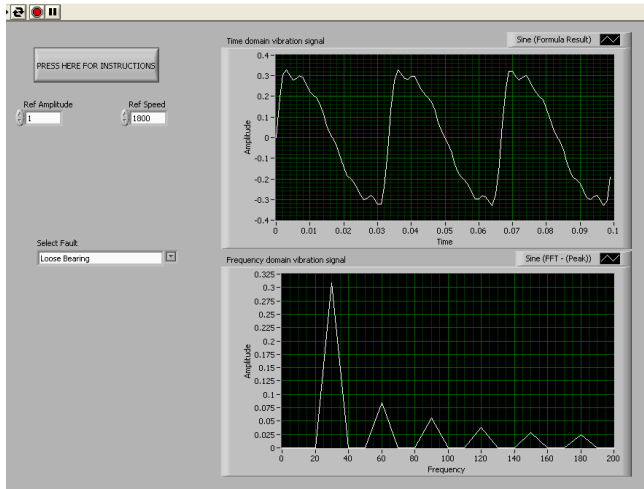 PRESS HERE FOR INSTRUCTIONS
Ref Amplitude
1
Ref Speed
1800
Select Fault
Loose Bearing
Time domain vibration signal
Sine (Formula Result)
Amplitude
0.4
0.3
0.2
0.1
0
-0.1
-0.2
-0.3
-0.4
0 0.01 0.02 0.03 0.04 0.05 0.06 0.07 0.08 0.09 0.1
Time
Frequency domain vibration signal
Sine (FFT - (Peak))
Amplitude
0.325
0.3
0.275
0.25
0.225
0.2
0.175
0.15
0.125
0.1
0.075
0.05
0.025
0
0 20 40 60 80 100 120 140 160 180 200
Frequency